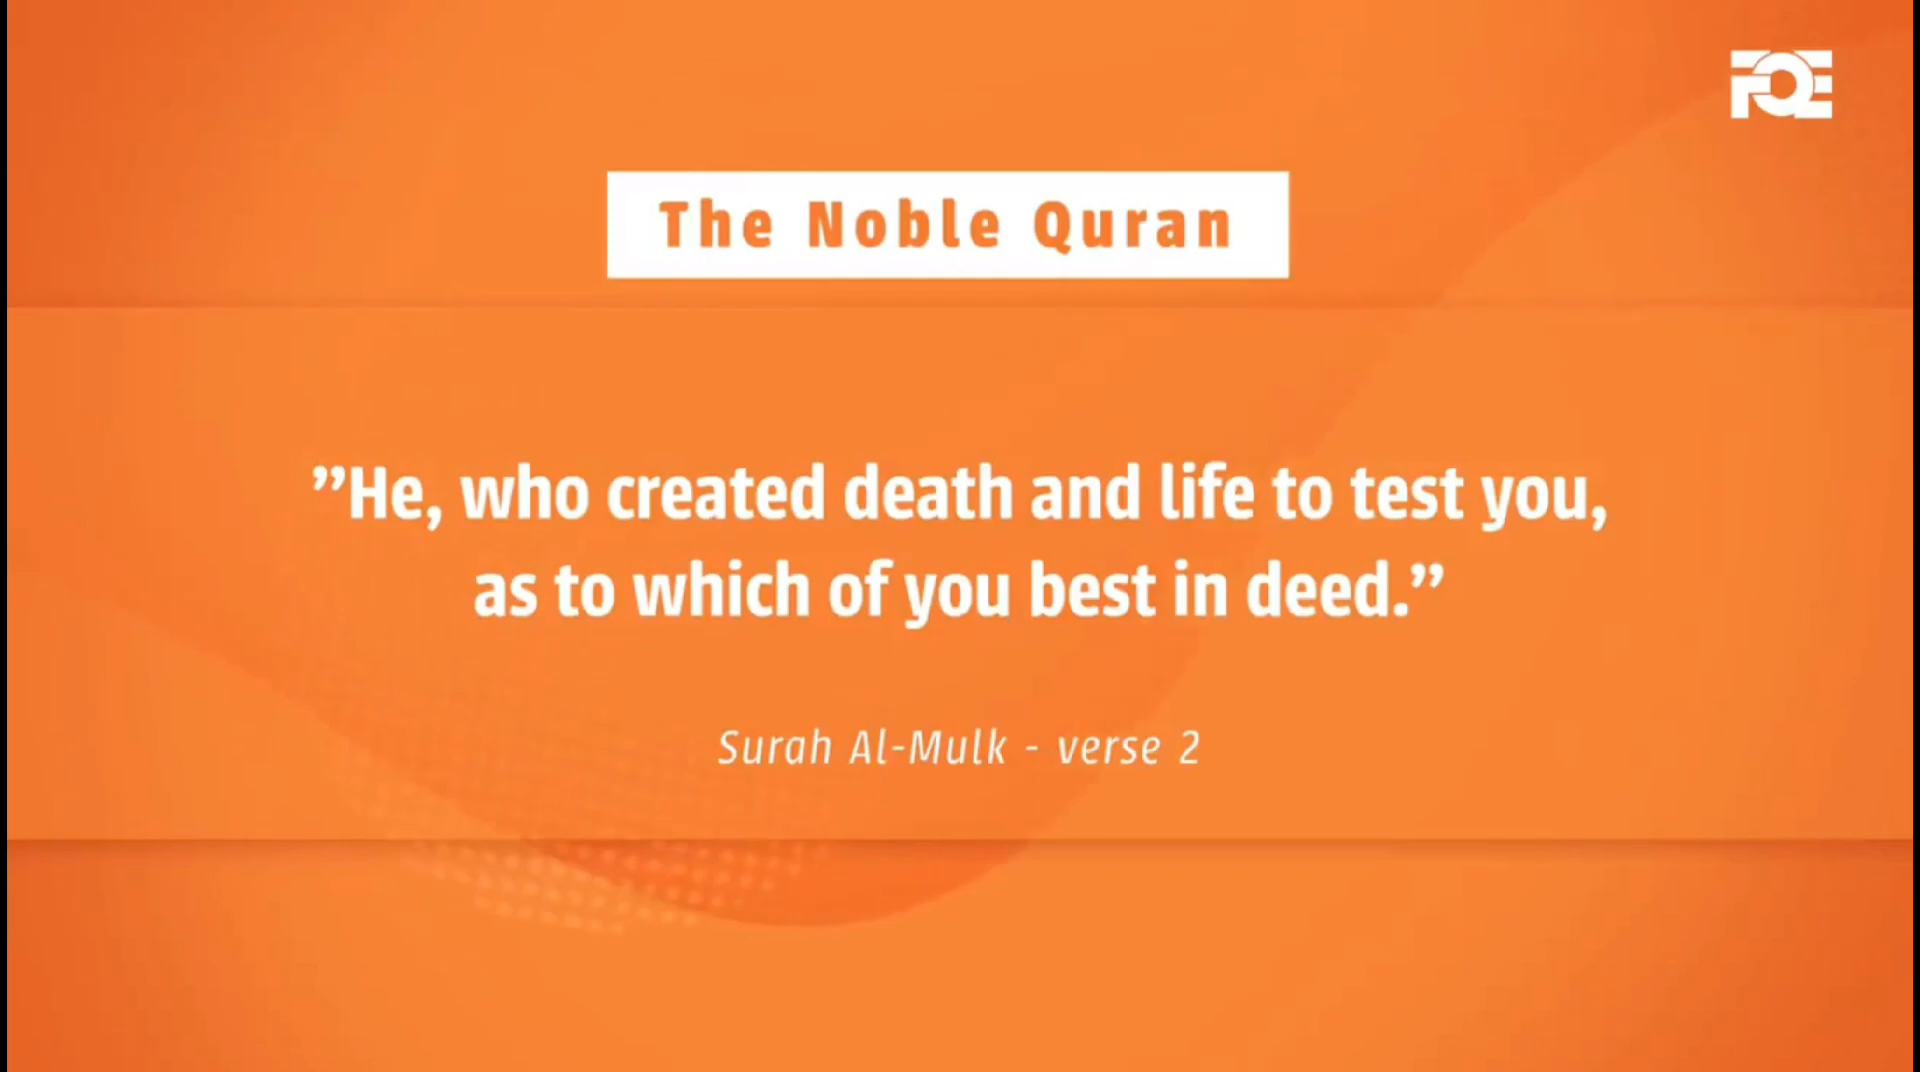 FQE
The Noble Quran
”He, who created death and life to test you,
as to which of you best in deed.”
Surah Al-Mulk - verse 2